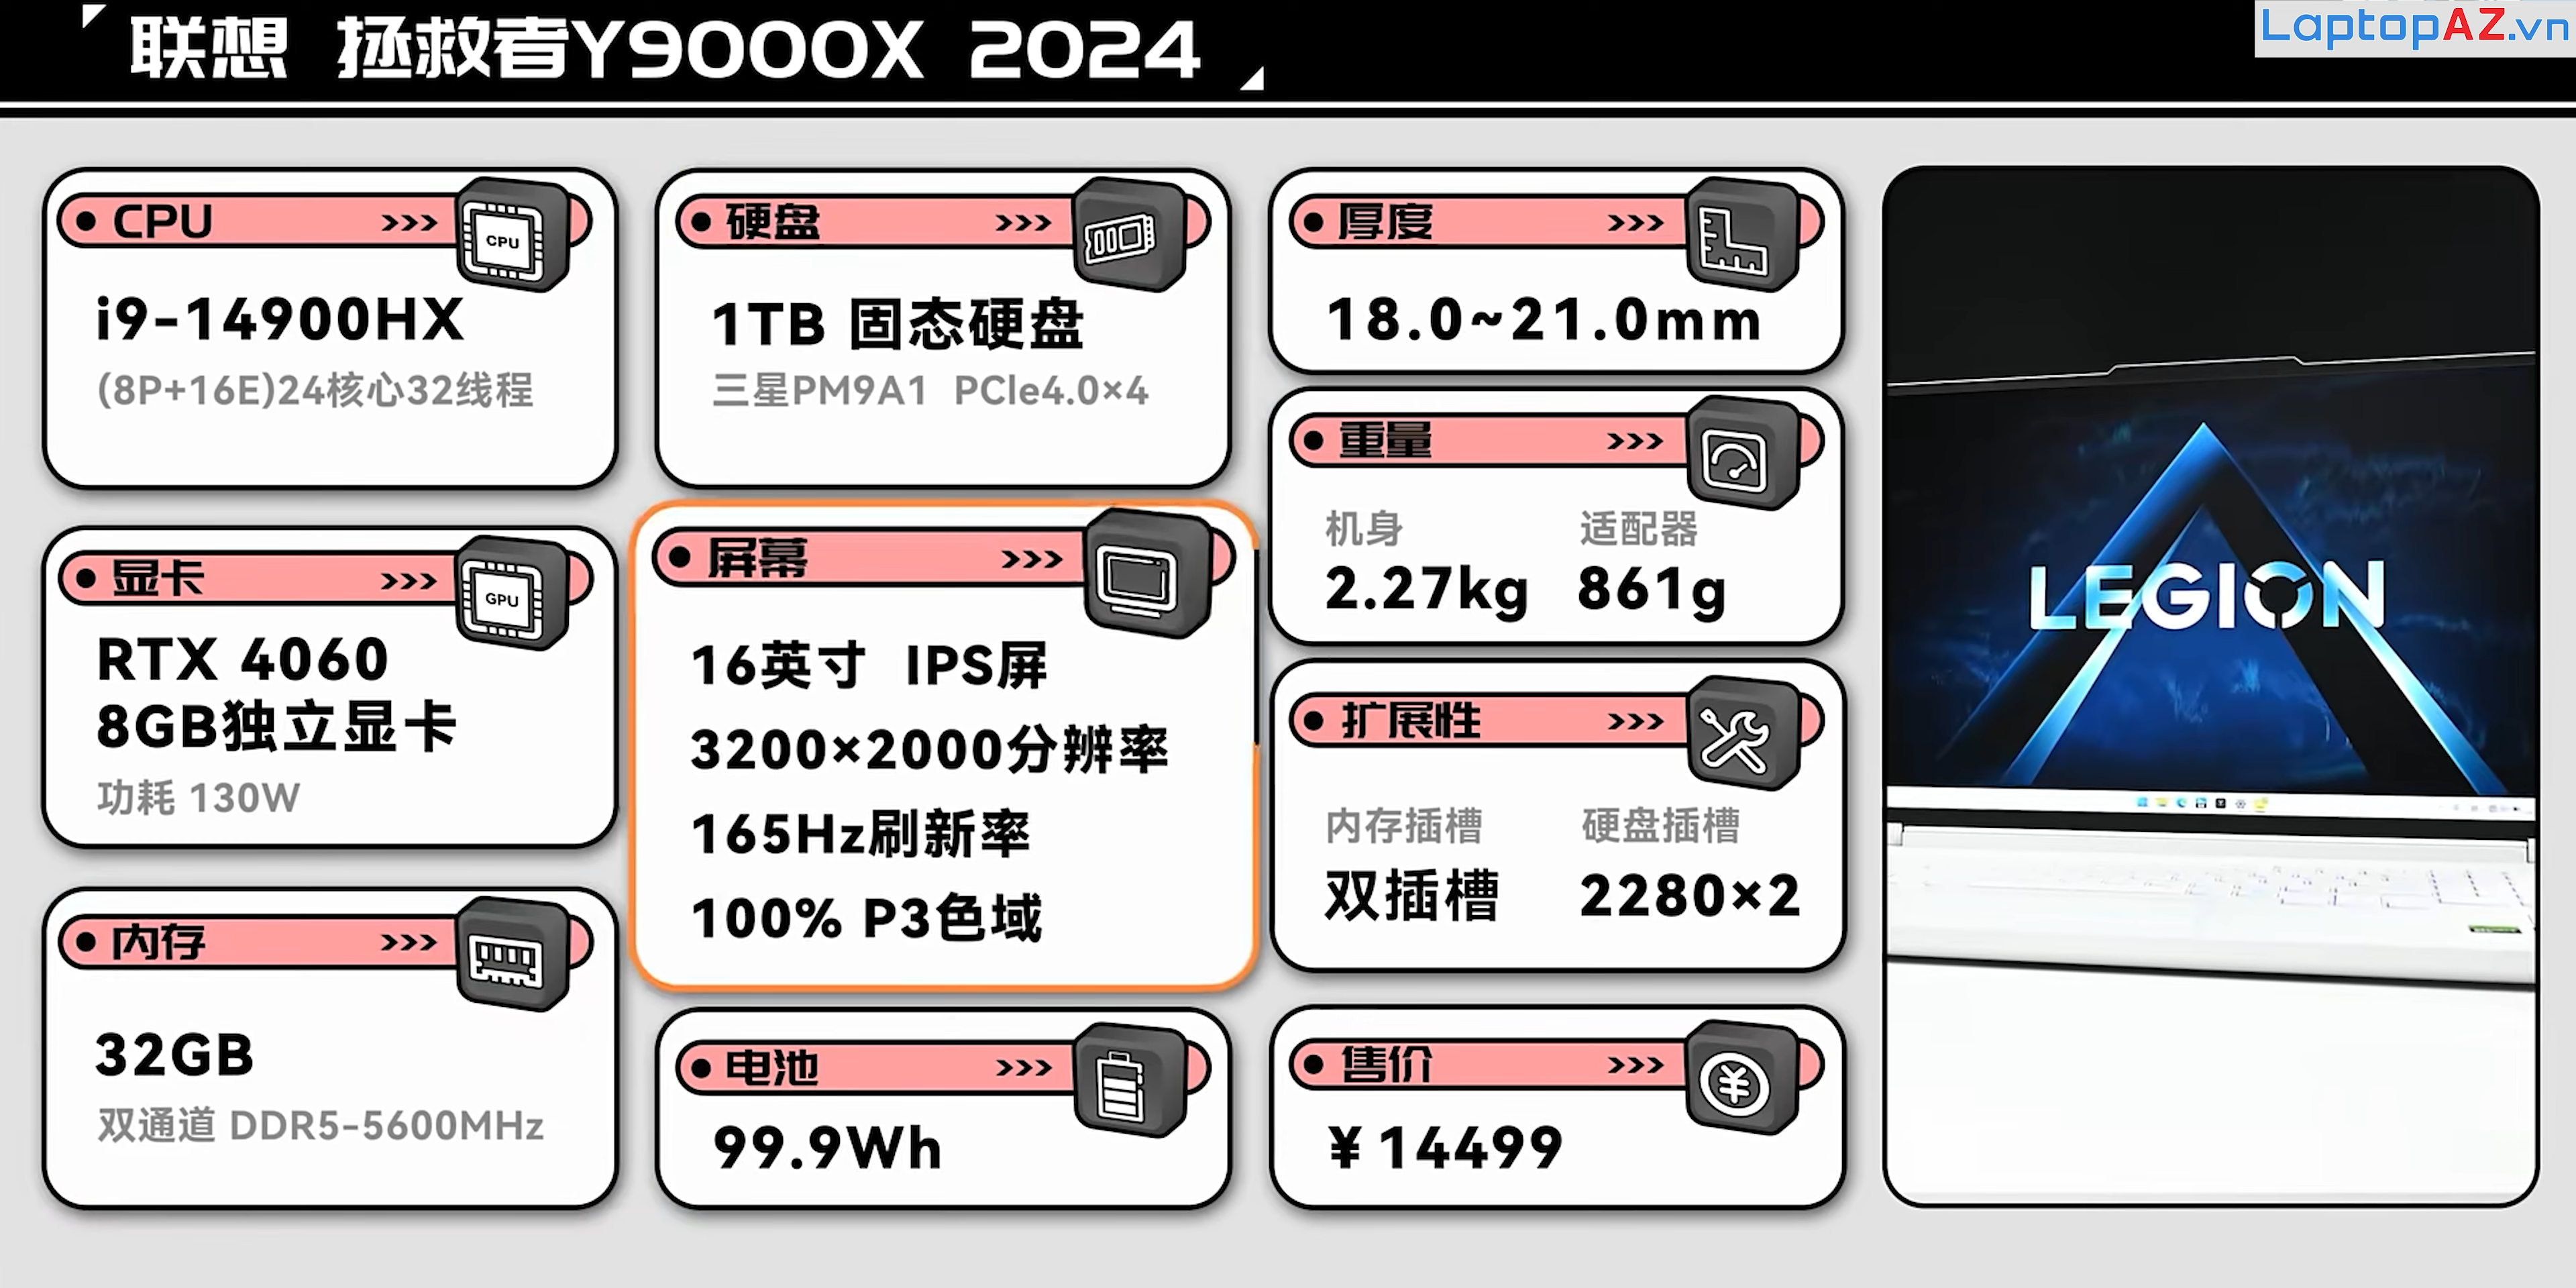 联想 拯救者Y9000X 2024
LaptopAZ.vn
CPU
CPU
i9-14900HX
(8P+16E)24核心32线程
显卡
GPU
RTX 4060
8GB独立显卡
功耗 130W
内存
32GB
双通道 DDR5-5600MHz
硬盘
1TB 固态硬盘
三星PM9A1 PCIe4.0×4
屏幕
16英寸 IPS屏
3200×2000分辨率
165Hz刷新率
100% P3色域
电池
99.9Wh
厚度
18.0~21.0mm
重量
机身 适配器
2.27kg 861g
扩展性
内存插槽 硬盘插槽
双插槽 2280×2
售价
¥
¥ 14499
LEGION